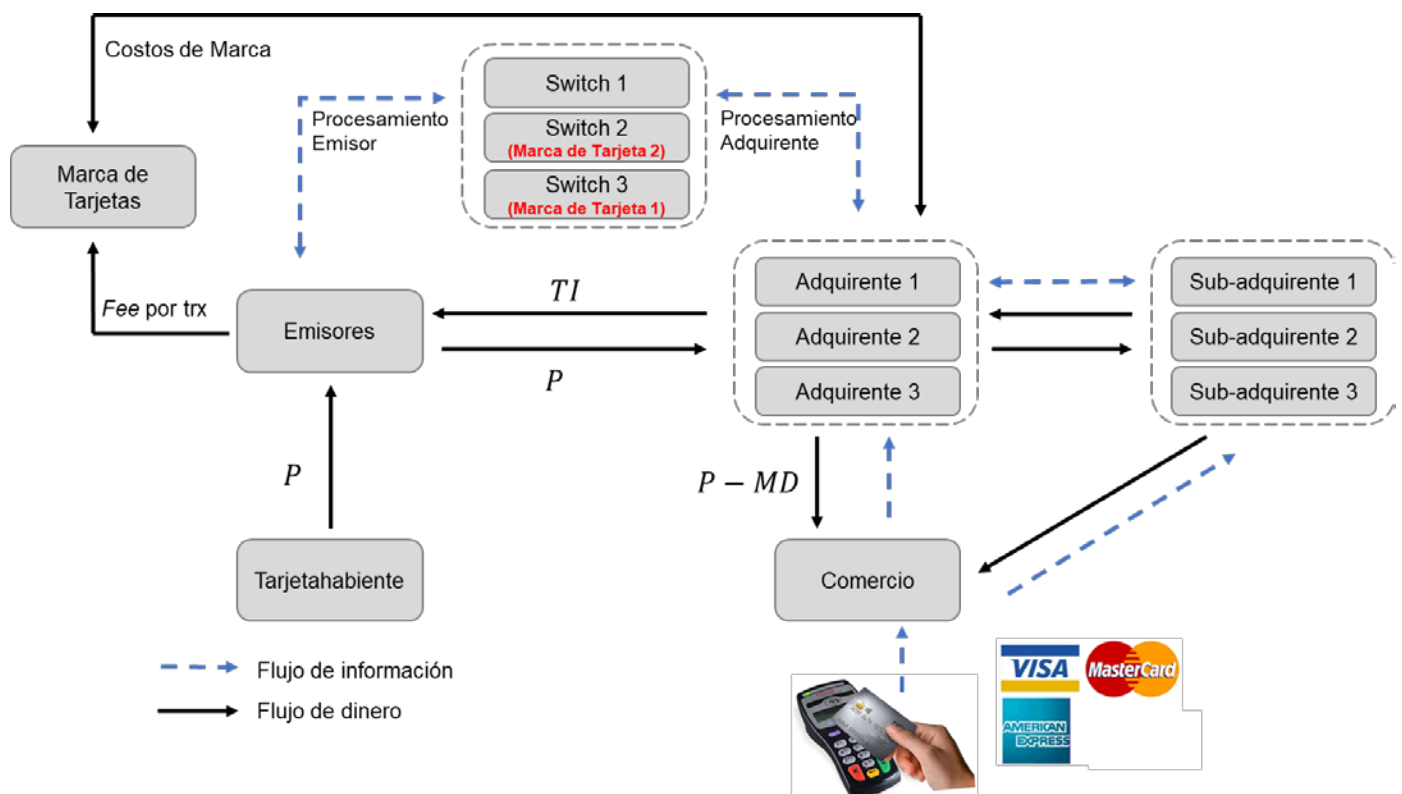 Costos de Marca
Switch 1
Procesamiento
Emisor
Procesamiento
Adquirente
Switch 2
(Marca de Tarjeta 2)
Switch 3
(Marca de Tarjeta 1)
Marca de
Tarjetas
Adquirente 1
Sub-adquirente 1
Fee por trx
Emisores
TI
Adquirente 2
Sub-adquirente 2
P
Adquirente 3
Sub-adquirente 3
P
P − MD
Tarjetahabiente
Comercio
Flujo de información
Flujo de dinero
VISA
MasterCard
AMERICAN
EXPRESS